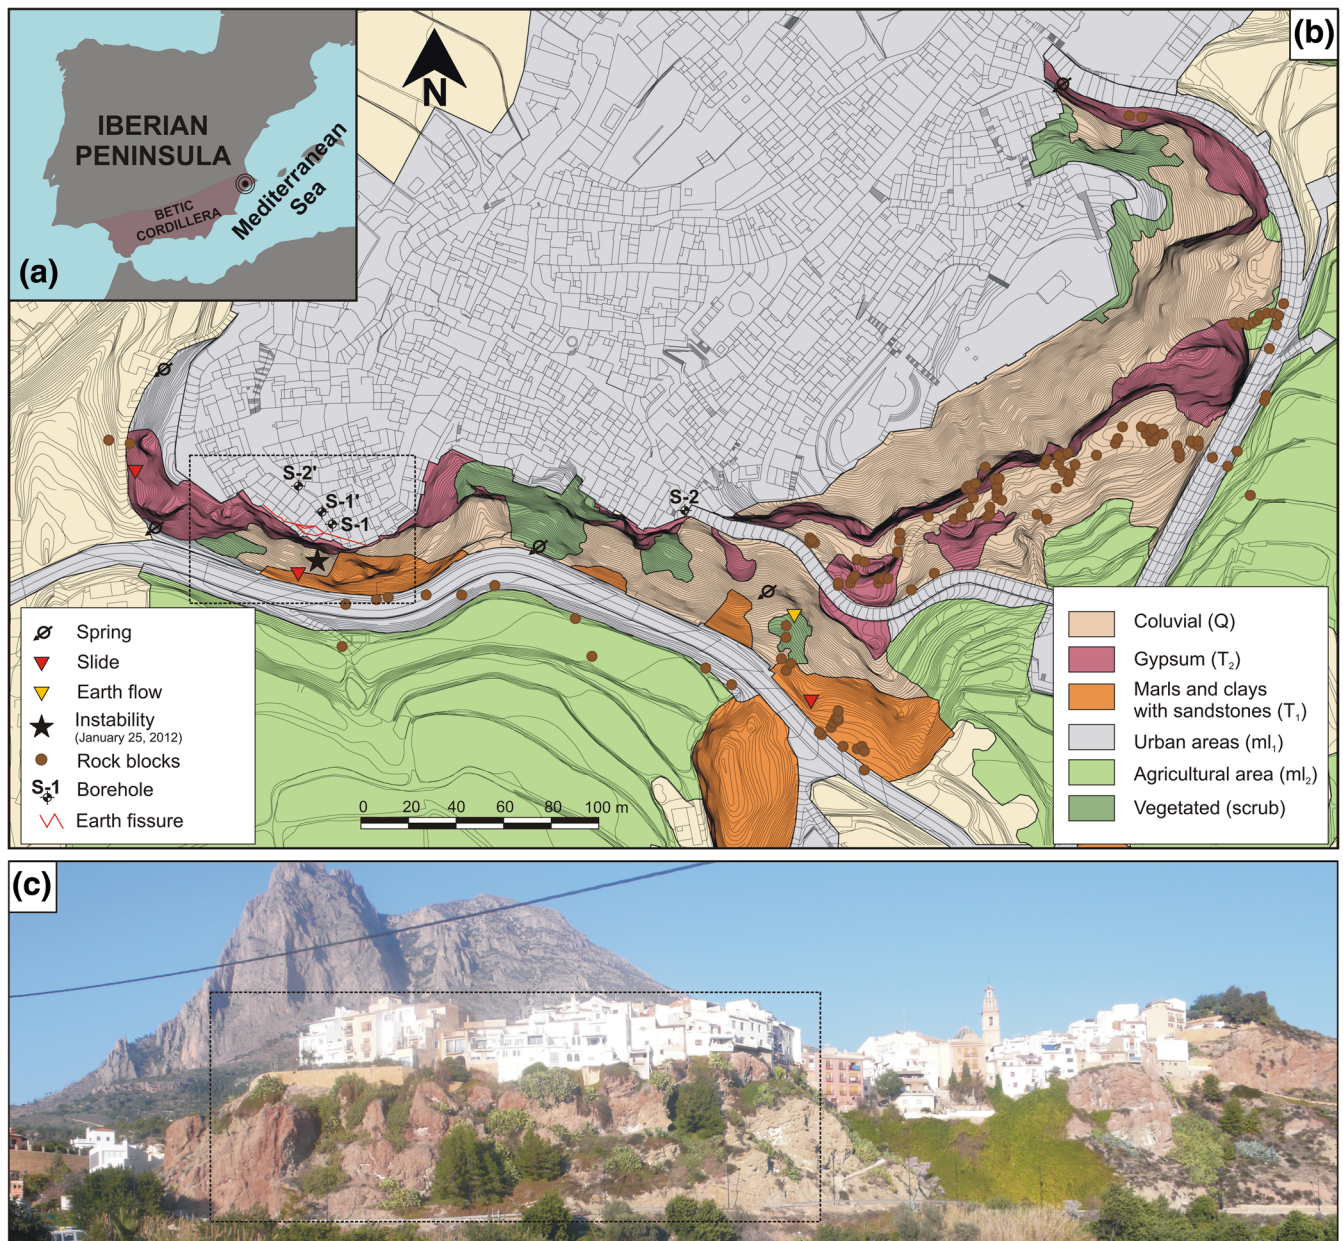 IBERIAN
PENINSULA
BETIC
CORDILLERA
Mediterranean
Sea
(a)
N
(b)
S-2'
S-1'
S-1
S-2
Spring
Slide
Earth flow
Instability
(January 25, 2012)
Rock blocks
S-1 Borehole
Earth fissure
0 20 40 60 80 100 m
Coluvial (Q)
Gypsum (T₂)
Marls and clays
with sandstones (T₁)
Urban areas (ml₁)
Agricultural area (ml₂)
Vegetated (scrub)
(c)